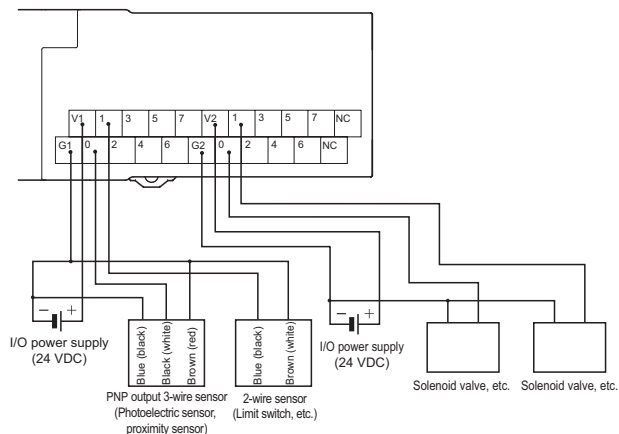 V1 1 3 5 7 V2 1 3 5 7 NC
G1 0 2 4 6 G2 0 2 4 6 NC
− +
I/O power supply
(24 VDC)
Blue (black)
Black (white)
Brown (red)
PNP output 3-wire sensor
(Photoelectric sensor,
proximity sensor)
Blue (black)
Brown (white)
2-wire sensor
(Limit switch, etc.)
− +
I/O power supply
(24 VDC)
Solenoid valve, etc.
Solenoid valve, etc.